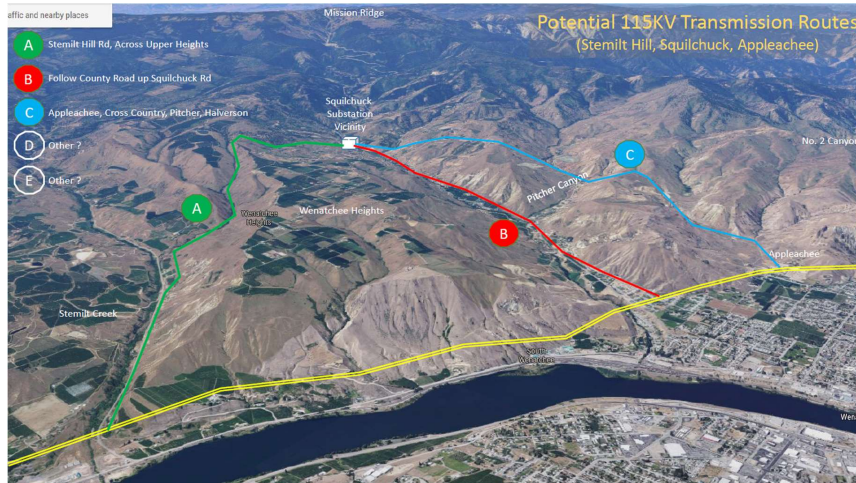 affic and nearby places
Mission Ridge
Potential 115KV Transmission Routes
(Stemilt Hill, Squilchuck, Appleachee)
A Stemilt Hill Rd, Across Upper Heights
B Follow County Road up Squilchuck Rd
C Appleachee, Cross Country, Pitcher, Halverson
D Other ?
E Other ?
Squilchuck
Substation
Vicinity
No. 2 Canyon
C
Pitcher Canyon
A
Wenatchee
Heights
Wenatchee Heights
B
Appleachee
Stemilt Creek
South
Wenatchee
Wena